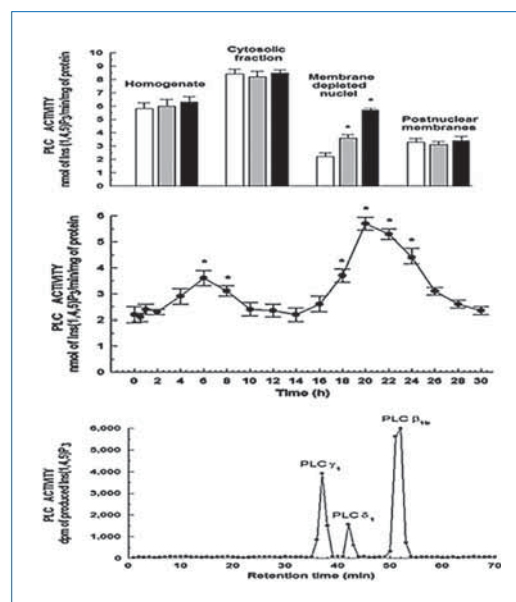 PLC ACTIVITY
nmol of Ins(1,4,5)P3/min/mg of protein
10
9
8
7
6
5
4
3
2
1
0
Homogenate
Cytosolic
fraction
Membrane
depleted
nuclei
* *
Postnuclear
membranes
PLC ACTIVITY
nmol of Ins(1,4,5)P3/min/mg of protein
6
5
4
3
2
1
0
* * * * * *
0 2 4 6 8 10 12 14 16 18 20 22 24 26 28 30
Time (h)
PLC ACTIVITY
dpm of produced Ins(1,4,5)P3
6,000
5,000
4,000
3,000
2,000
1,000
0
PLC γ1
PLC δ1
PLC β1b
0 10 20 30 40 50 60 70
Retention time (min)